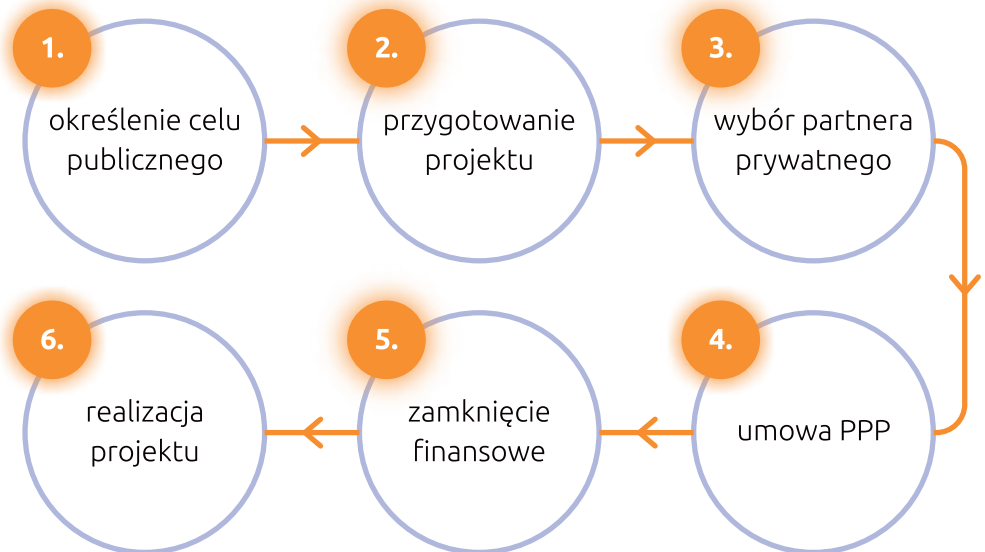 1.
określenie celu
publicznego
2.
przygotowanie
projektu
3.
wybór partnera
prywatnego
4.
umowa PPP
5.
zamknięcie
finansowe
6.
realizacja
projektu